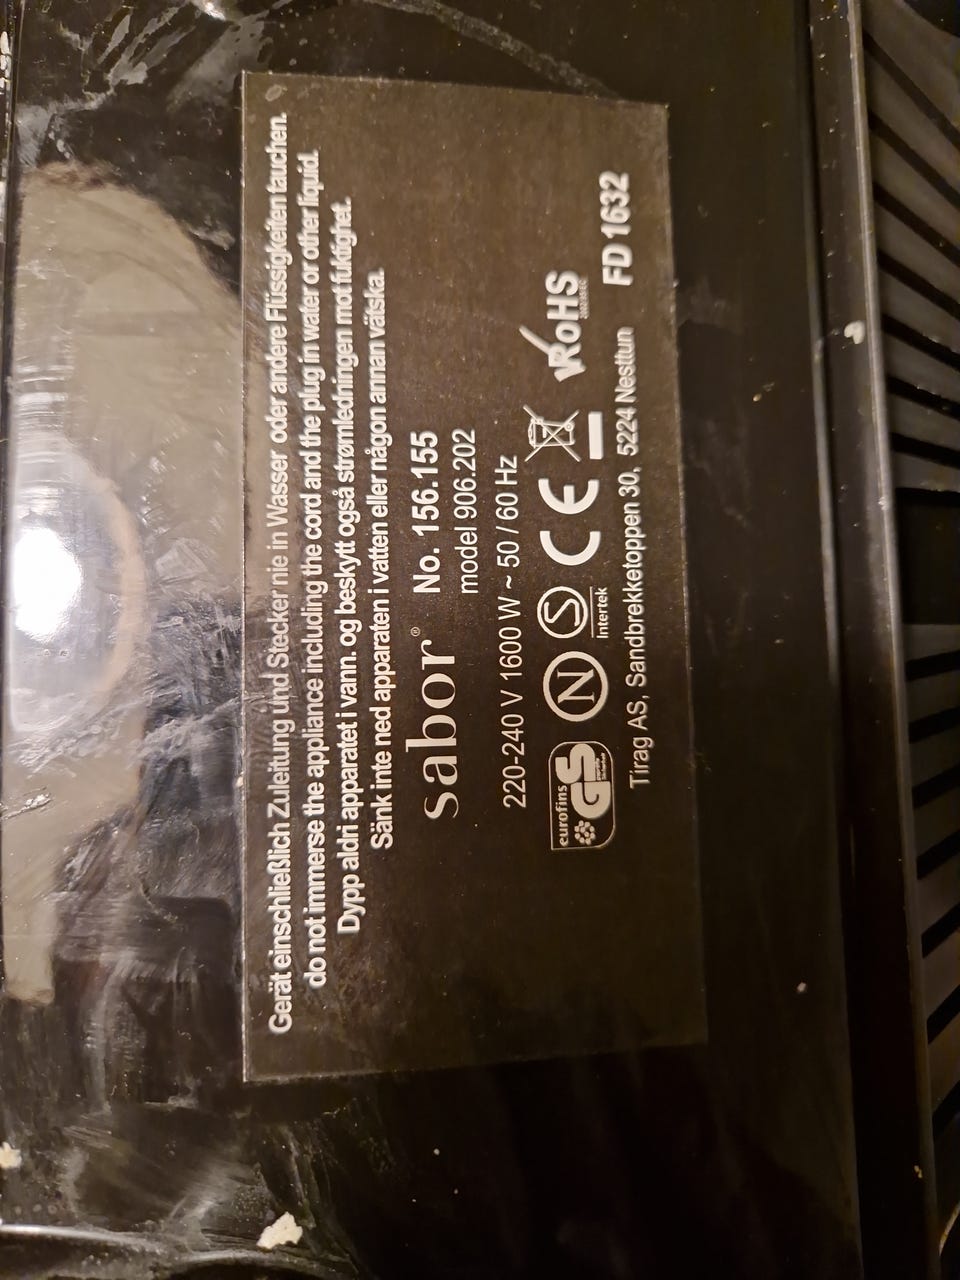 Gerät einschließlich Zuleitung und Stecker nie in Wasser oder andere Flüssigkeiten tauchen.
do not immerse the appliance including the cord and the plug in water or other liquid.
Dypp aldri apparatet i vann. og beskytt også strømledningen mot fuktighet.
Sänk inte ned apparaten i vatten eller någon annan vätska.
sabor® No. 156.155
model 906.202
220-240 V 1600 W ~ 50 / 60 Hz
eurofins GS N S Intertek CE RoHS
Tirag AS, Sandbrekketoppen 30, 5224 Nesttun FD 1632